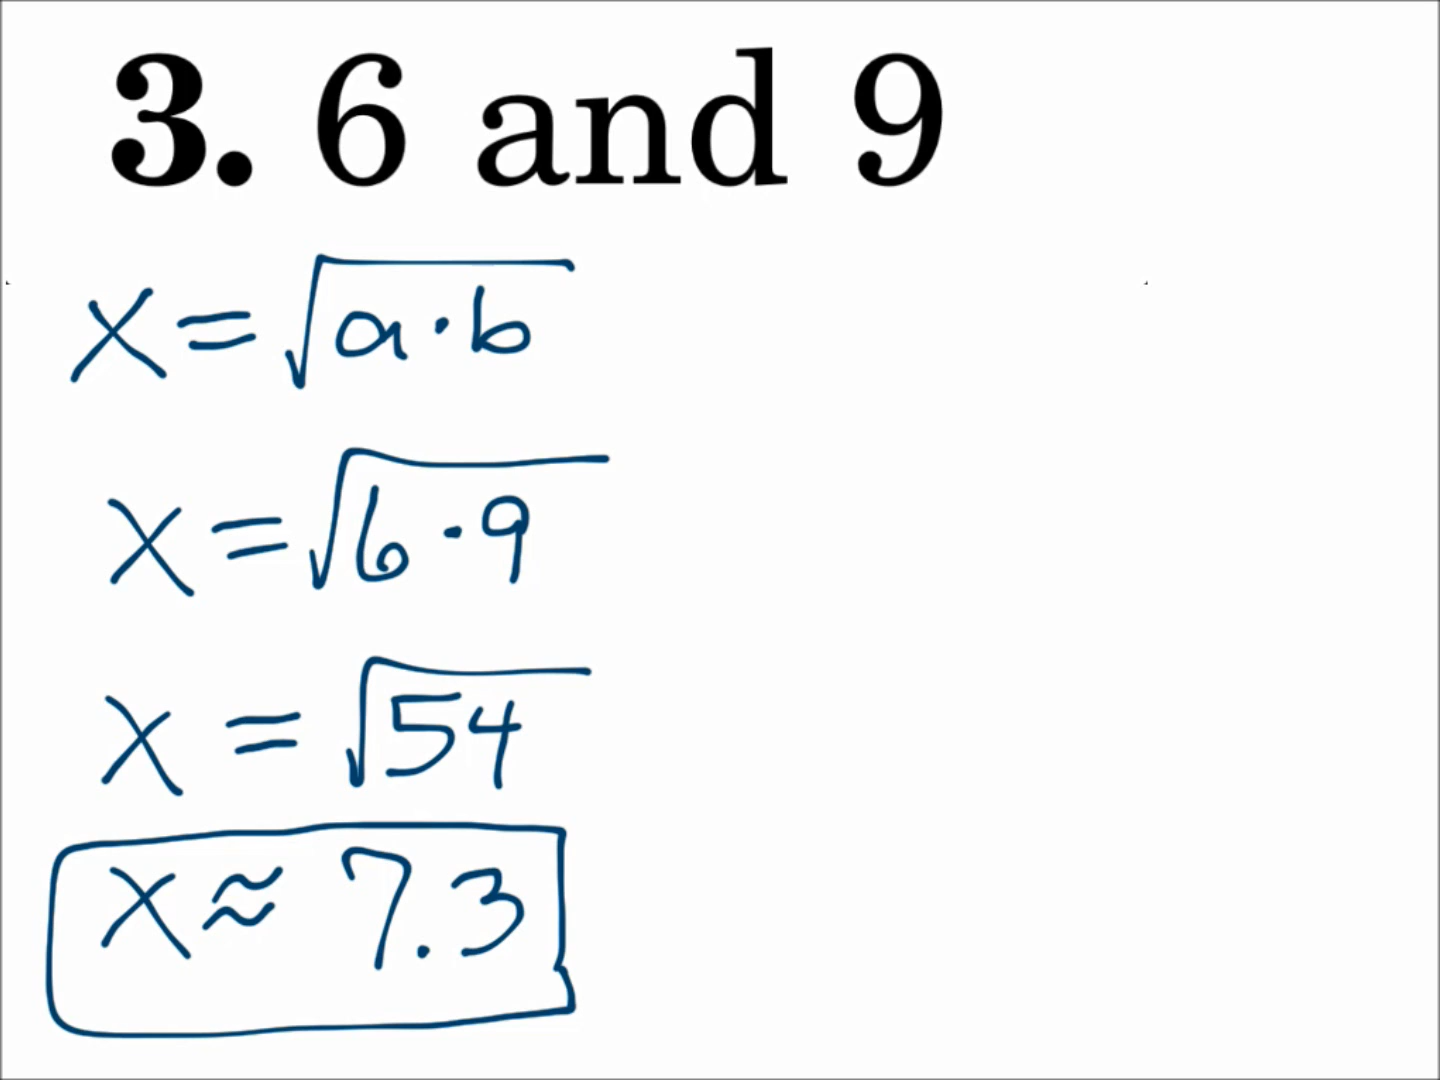 3. 6 and 9
x = √a·b
x = √6·9
x = √54
x ≈ 7.3